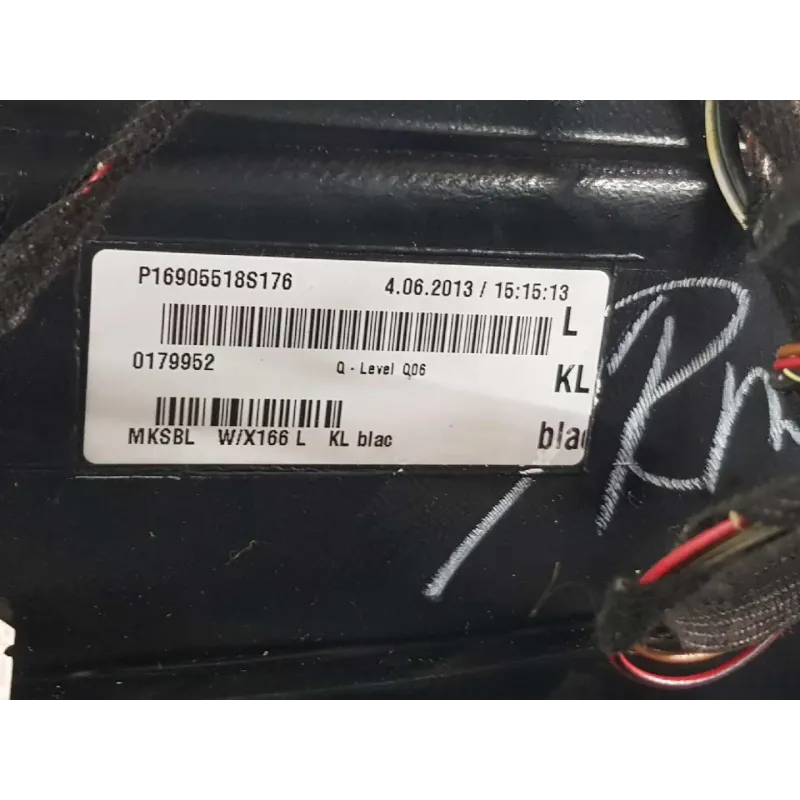 P16905518S176 4.06.2013 / 15:15:13
L
0179952 Q - Level Q06
KL
MKSBL W/X166 L KL blac
blac